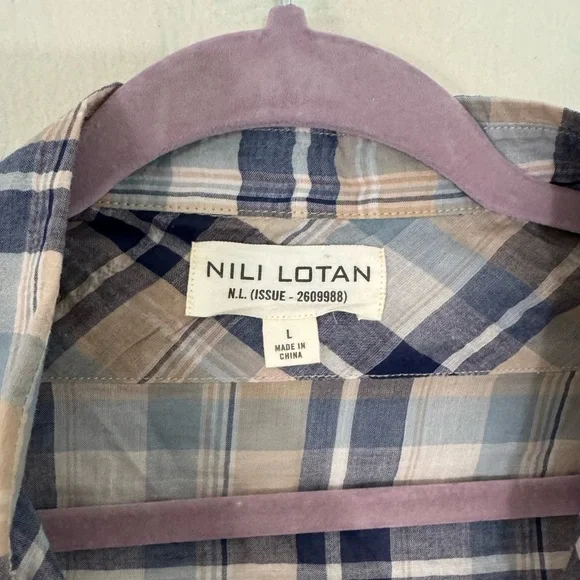 NILI LOTAN
N.L. (ISSUE - 2609988)
L
MADE IN
CHINA